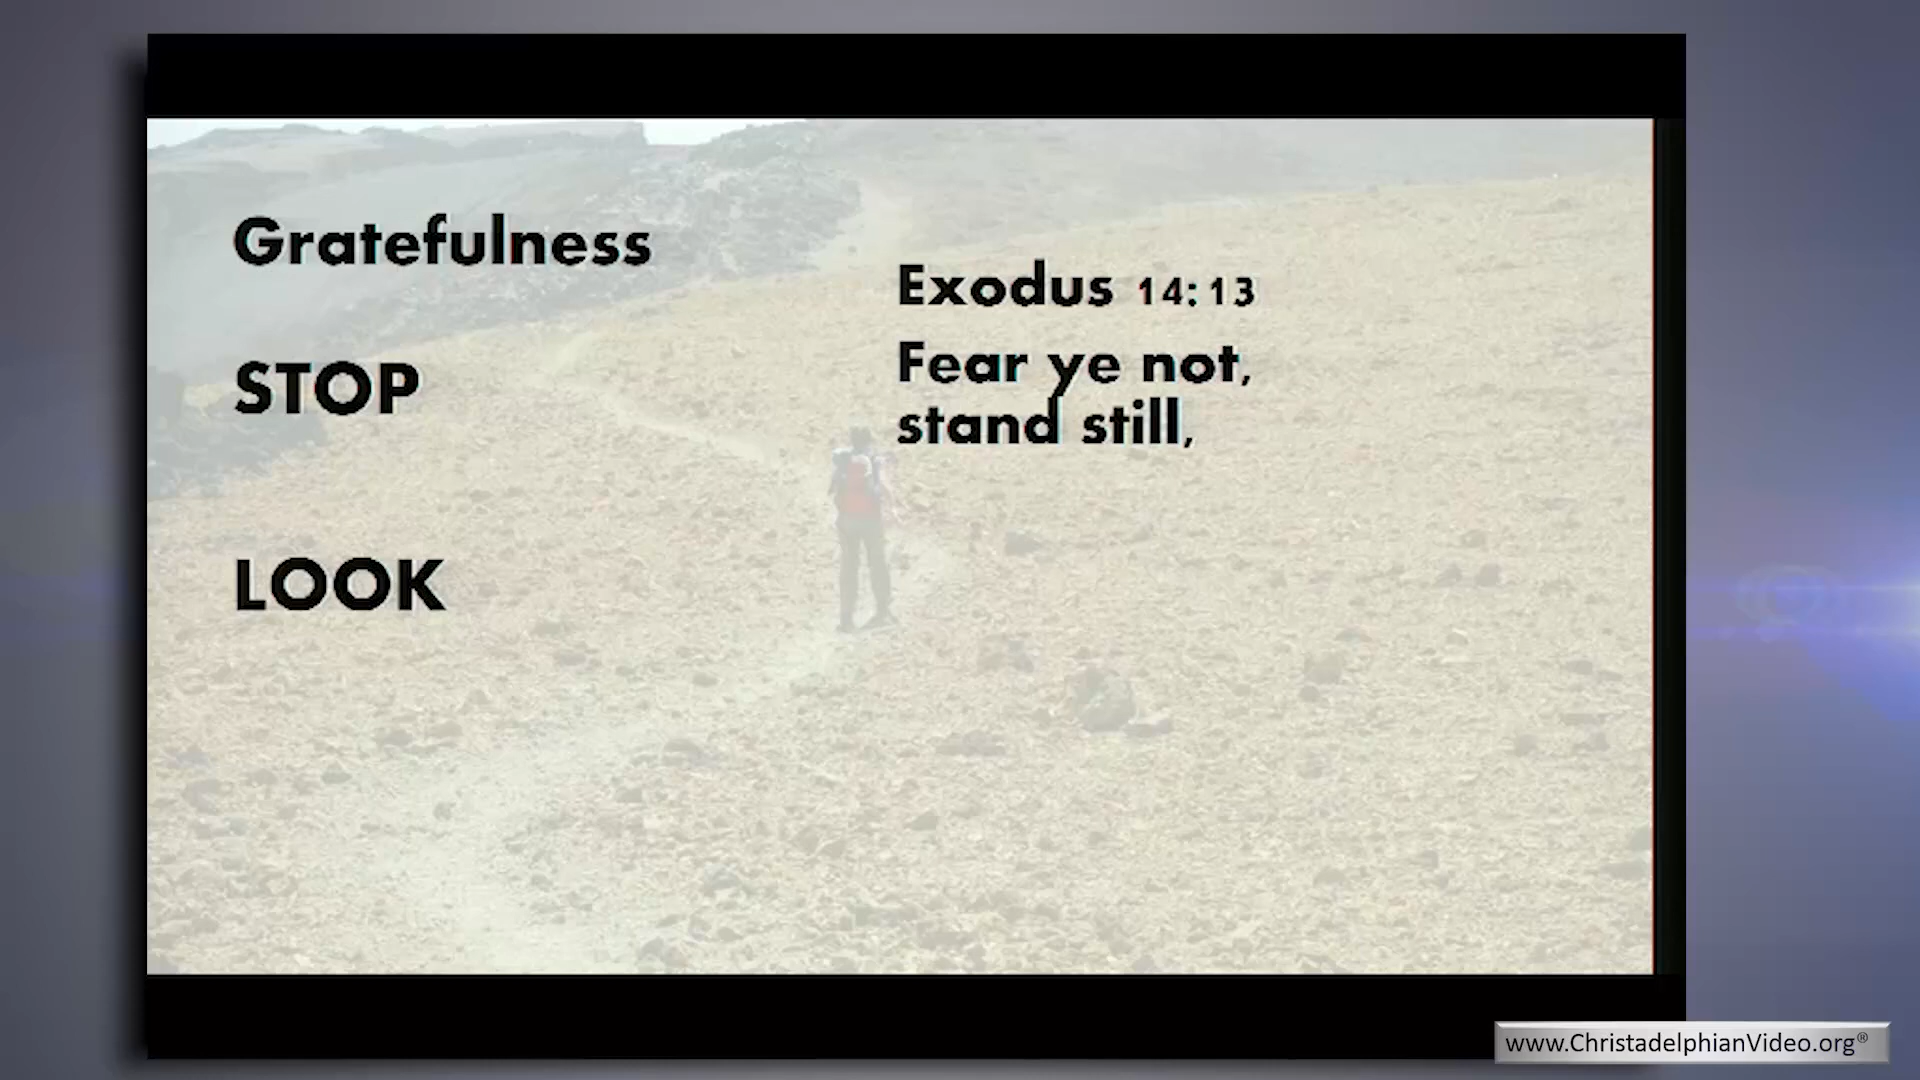 Gratefulness
STOP
LOOK
Exodus 14:13
Fear ye not,
stand still,
www.ChristadelphianVideo.org®